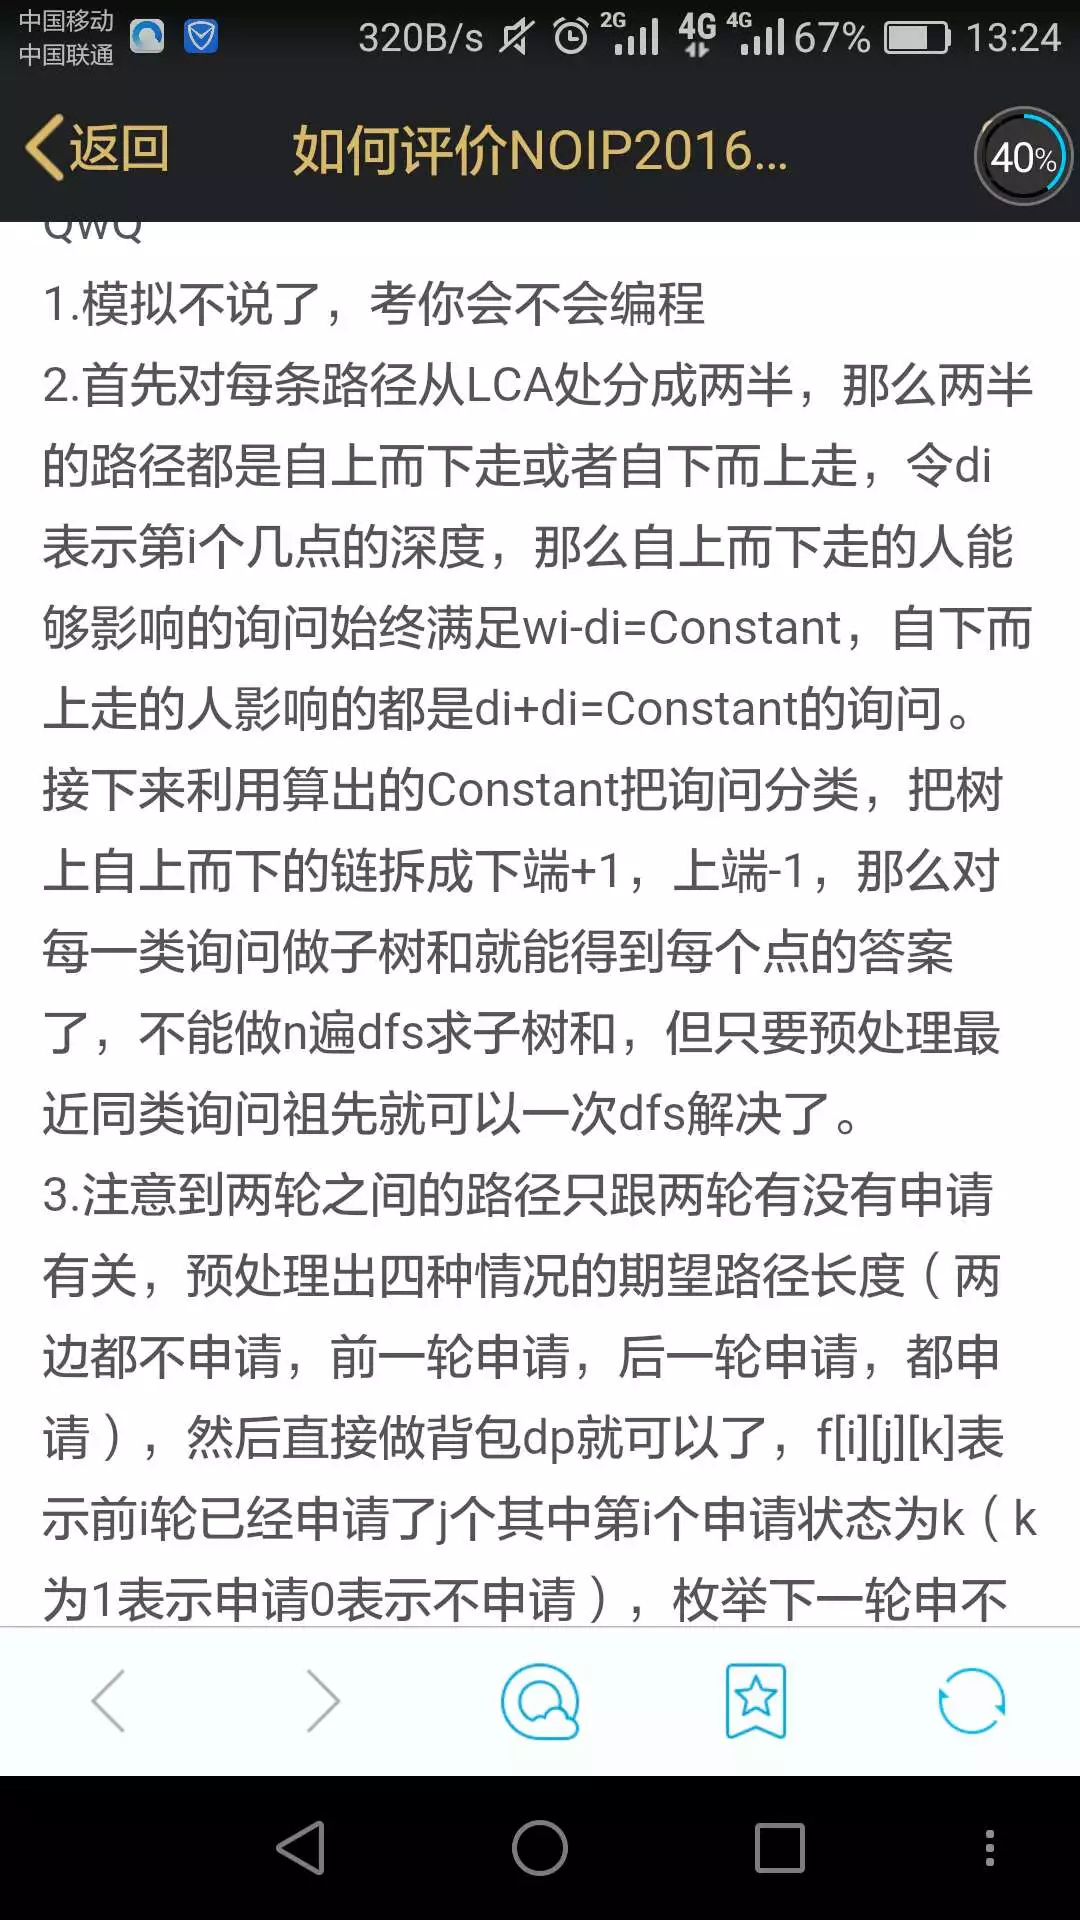 中国移动
中国联通
320B/s
2G
4G
4G
67%
13:24
返回
如何评价NOIP2016...
40%
QwQ
1.模拟不说了，考你会不会编程
2.首先对每条路径从LCA处分成两半，那么两半
的路径都是自上而下走或者自下而上走，令di
表示第i个几点的深度，那么自上而下走的人能
够影响的询问始终满足wi-di=Constant，自下而
上走的人影响的都是di+di=Constant的询问。
接下来利用算出的Constant把询问分类，把树
上自上而下的链拆成下端+1，上端-1，那么对
每一类询问做子树和就能得到每个点的答案
了，不能做n遍dfs求子树和，但只要预处理最
近同类询问祖先就可以一次dfs解决了。
3.注意到两轮之间的路径只跟两轮有没有申请
有关，预处理出四种情况的期望路径长度（两
边都不申请，前一轮申请，后一轮申请，都申
请），然后直接做背包dp就可以了，f[i][j][k]表
示前i轮已经申请了j个其中第i个申请状态为k（k
为1表示申请0表示不申请），枚举下一轮申不